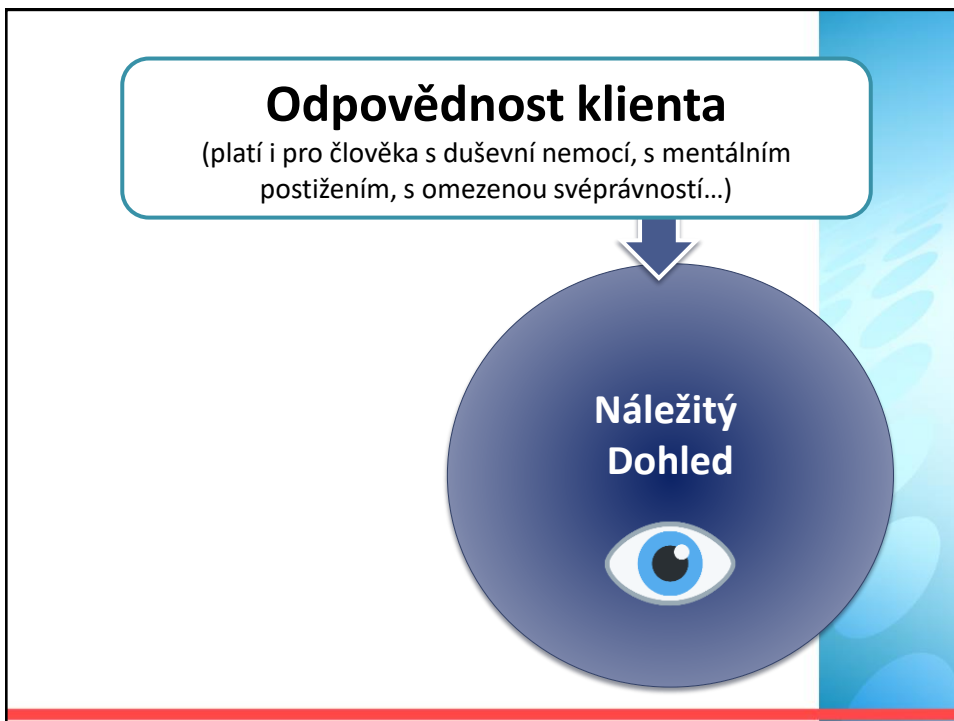 Odpovědnost klienta
(platí i pro člověka s duševní nemocí, s mentálním
postižením, s omezenou svéprávností…)
Náležitý
Dohled